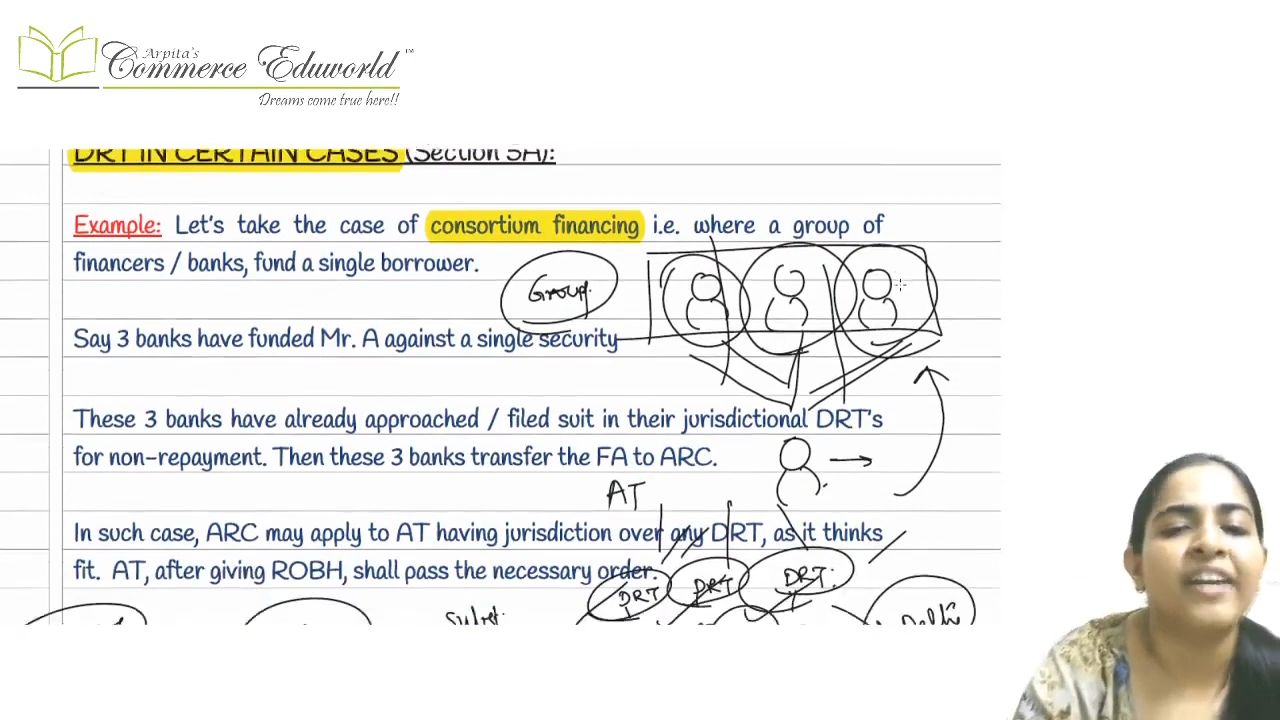 Arpita's
Commerce Eduworld™
Dreams come true here!!
DRT IN CERTAIN CASES (Section 5A):
Example: Let's take the case of consortium financing i.e. where a group of
financers / banks, fund a single borrower.
Group.
Say 3 banks have funded Mr. A against a single security
These 3 banks have already approached / filed suit in their jurisdictional DRT's
for non-repayment. Then these 3 banks transfer the FA to ARC.
AT
In such case, ARC may apply to AT having jurisdiction over any DRT, as it thinks
fit. AT, after giving ROBH, shall pass the necessary order.
DRT DRT DRT
Delhi